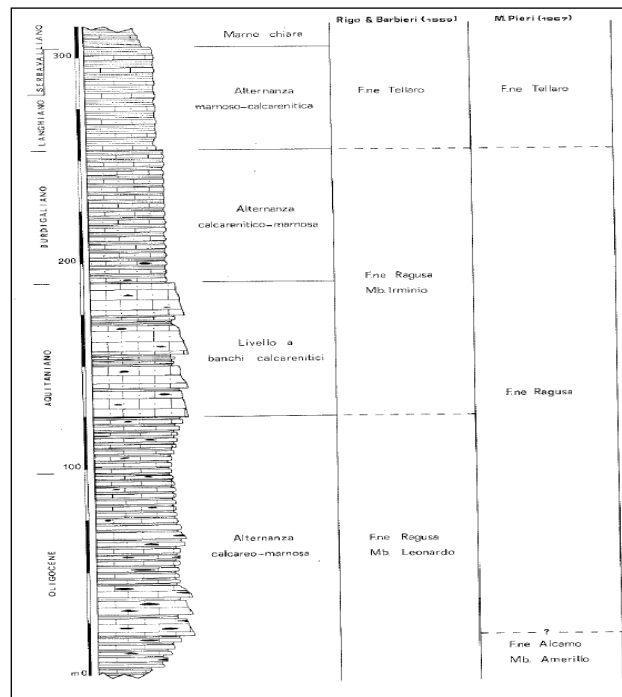 Rigo & Barbieri (1959)
M. Pieri (1967)
Marne chiare
300
SERRAVALLIANO
Alternanza
marnoso-calcarenitica
F.ne Tellaro
F.ne Tellaro
LANGHIANO
BURDIGALIANO
Alternanza
calcarenitico-marnosa
200
F.ne Ragusa
Mb. Irminio
Livello a
banchi calcarenitici
AQUITANIANO
F.ne Ragusa
100
Alternanza
calcareo-marnosa
F.ne Ragusa
Mb. Leonardo
OLIGOCENE
?
F.ne Alcamo
Mb. Amerillo
m 0